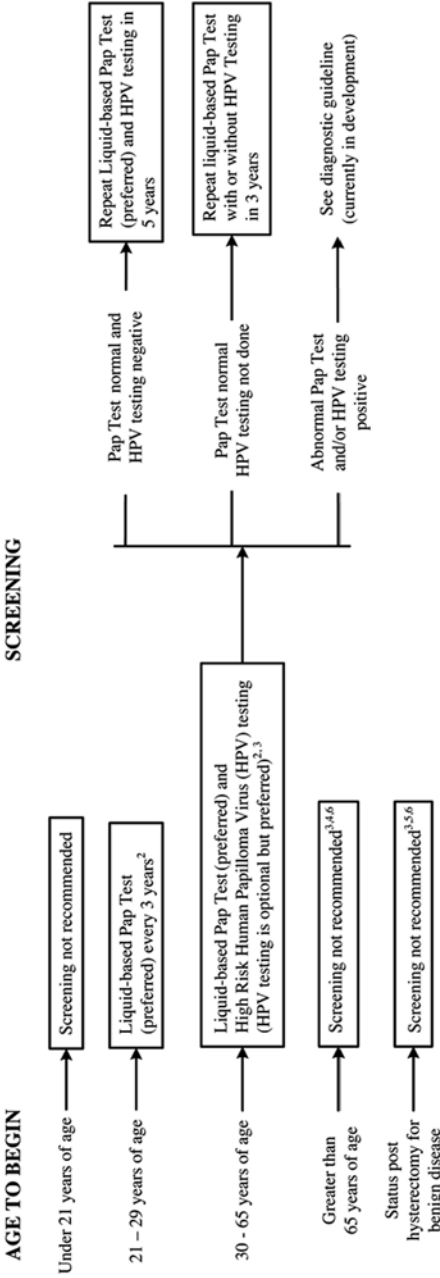 AGE TO BEGIN
SCREENING
Under 21 years of age
Screening not recommended
21 – 29 years of age
Liquid-based Pap Test
(preferred) every 3 years2
30 - 65 years of age
Liquid-based Pap Test (preferred) and
High Risk Human Papilloma Virus (HPV) testing
(HPV testing is optional but preferred)2, 3
Pap Test normal and
HPV testing negative
Repeat Liquid-based Pap Test
(preferred) and HPV testing in
5 years
Pap Test normal
HPV testing not done
Repeat liquid-based Pap Test
with or without HPV Testing
in 3 years
Abnormal Pap Test
and/or HPV testing
positive
See diagnostic guideline
(currently in development)
Greater than
65 years of age
Screening not recommended3,4,6
Status post
hysterectomy for
benign disease
Screening not recommended3,5,6